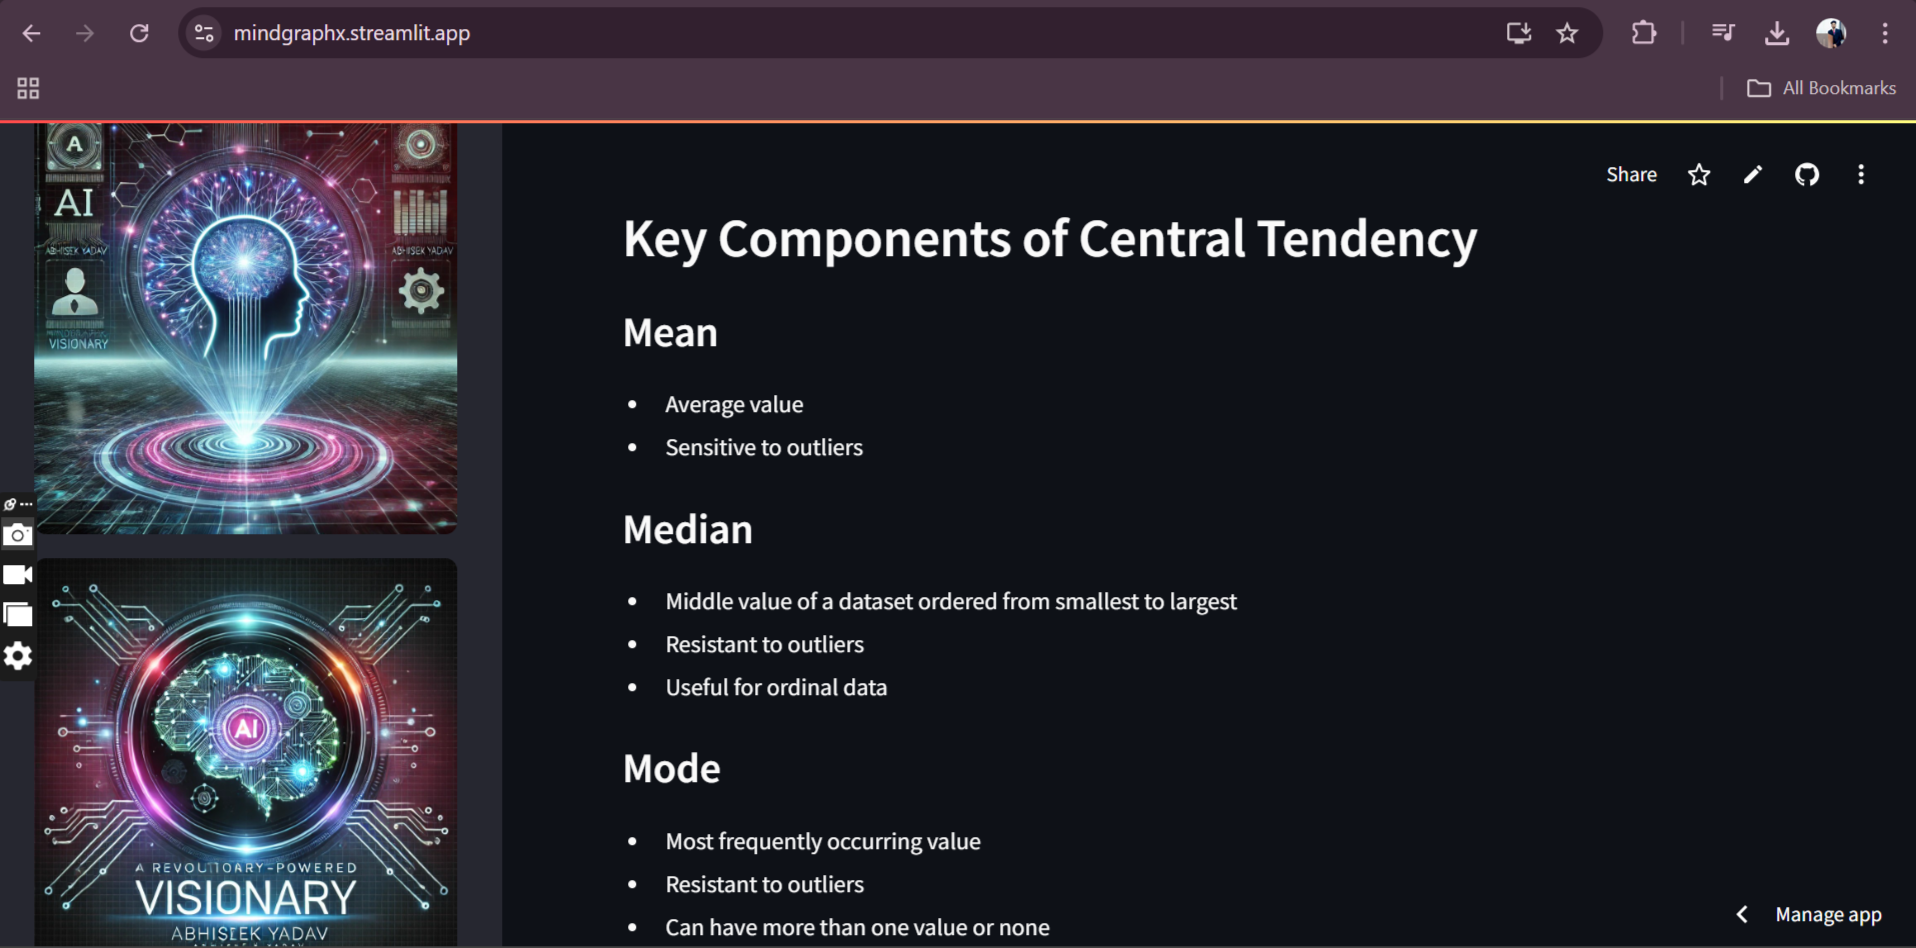 mindgraphx.streamlit.app
All Bookmarks
A
AI
ABHISEK YADAV
ABHISEK YADAV
VISIONARY
AI
A REVOLUTIOARY-POWERED
VISIONARY
ABHISIEK YADAV
Share
Key Components of Central Tendency
Mean
• Average value
• Sensitive to outliers
Median
• Middle value of a dataset ordered from smallest to largest
• Resistant to outliers
• Useful for ordinal data
Mode
• Most frequently occurring value
• Resistant to outliers
• Can have more than one value or none
Manage app